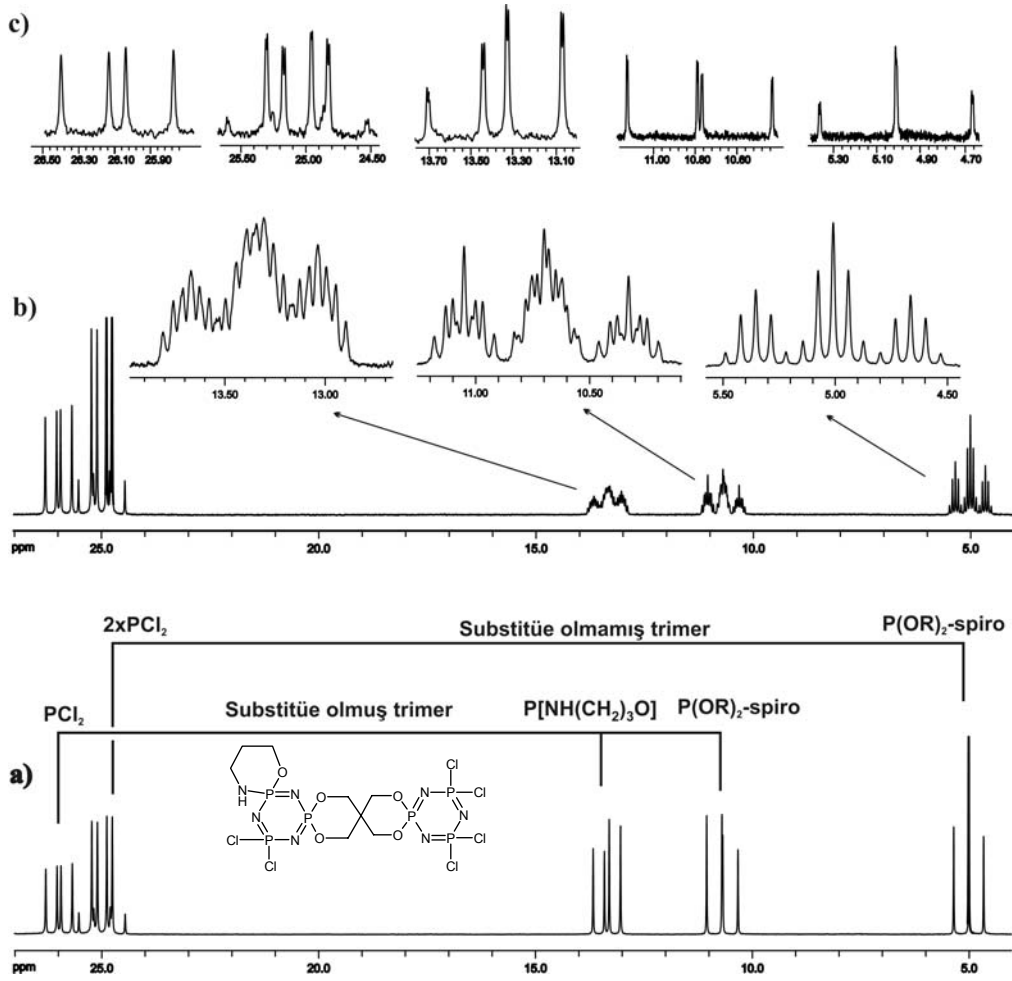 c)
26.50 26.30 26.10 25.90
25.50 25.00 24.50
13.70 13.50 13.30 13.10
11.00 10.80 10.60
5.30 5.10 4.90 4.70
b)
13.50 13.00
11.00 10.50
5.50 5.00 4.50
ppm 25.0 20.0 15.0 10.0 5.0
2xPCl₂ Substitüe olmamış trimer P(OR)₂-spiro
PCl₂ Substitüe olmuş trimer P[NH(CH₂)₃O] P(OR)₂-spiro
a)
O
N
H
P N
N P
P N
Cl
Cl
O O
O O
P
N P
Cl
Cl
N
N P
Cl
Cl
ppm 25.0 20.0 15.0 10.0 5.0